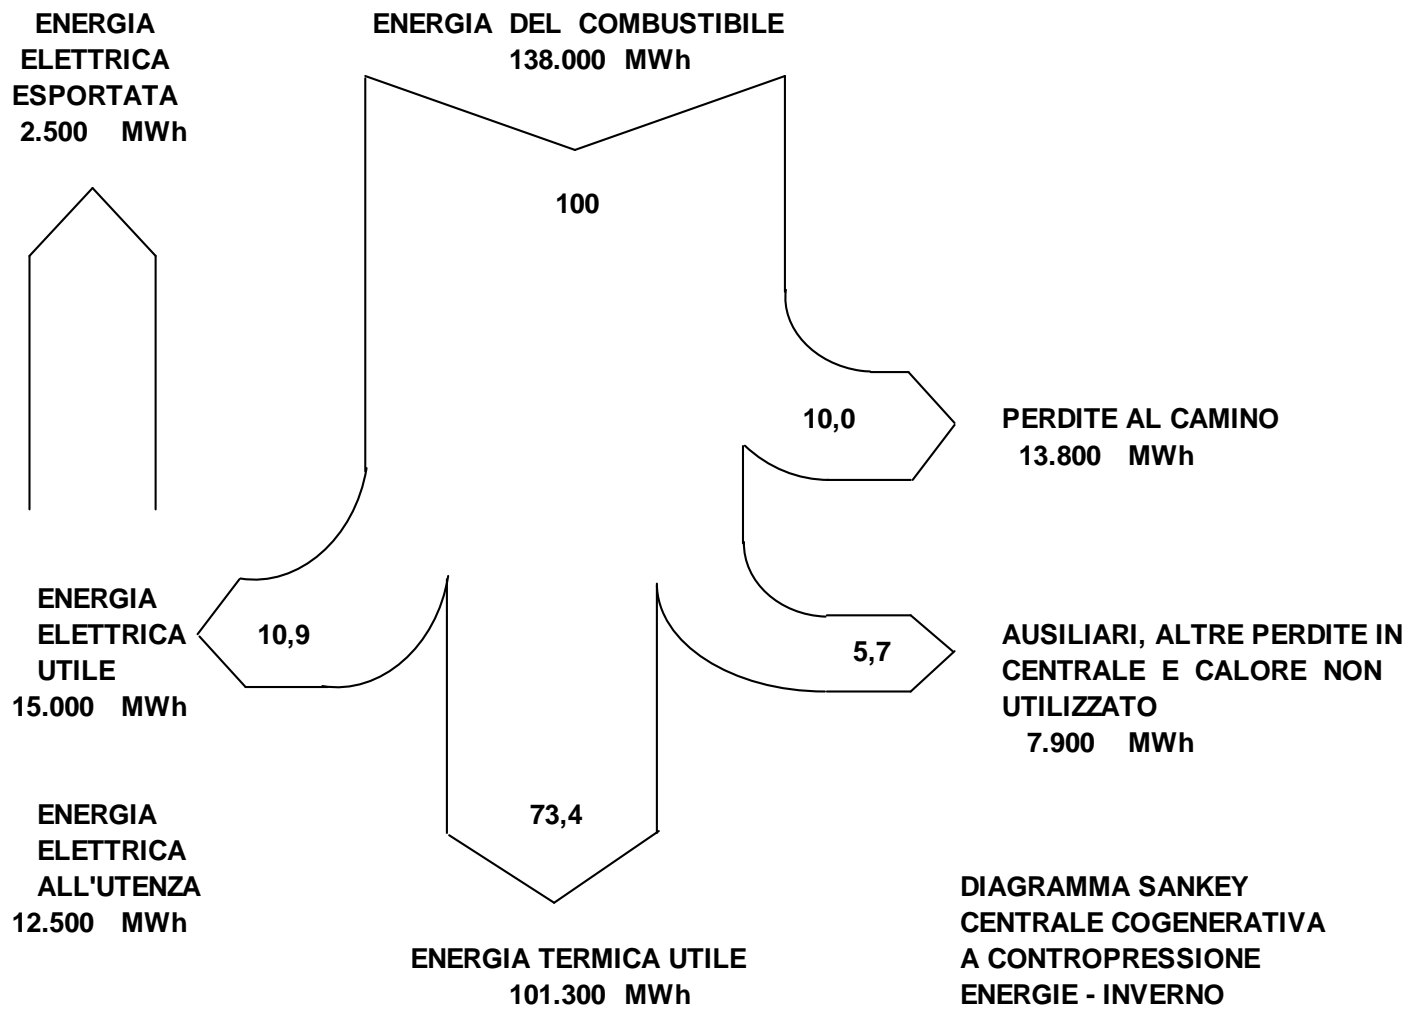 ENERGIA
ELETTRICA
ESPORTATA
2.500 MWh
ENERGIA DEL COMBUSTIBILE
138.000 MWh
100
10,0
PERDITE AL CAMINO
13.800 MWh
ENERGIA
ELETTRICA
UTILE
15.000 MWh
10,9
5,7
AUSILIARI, ALTRE PERDITE IN
CENTRALE E CALORE NON
UTILIZZATO
7.900 MWh
ENERGIA
ELETTRICA
ALL'UTENZA
12.500 MWh
73,4
ENERGIA TERMICA UTILE
101.300 MWh
DIAGRAMMA SANKEY
CENTRALE COGENERATIVA
A CONTROPRESSIONE
ENERGIE - INVERNO